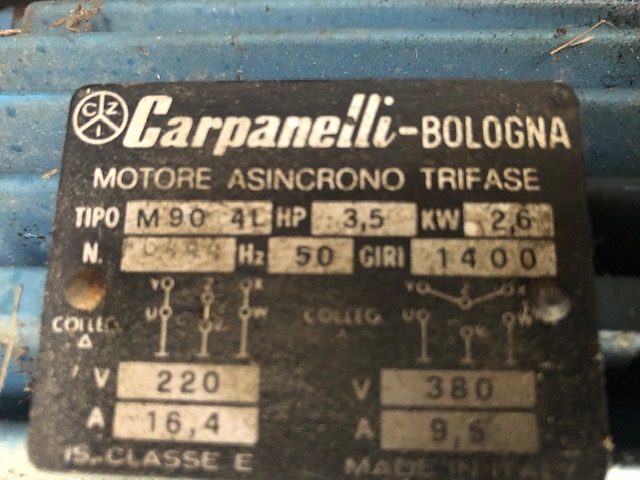 CZI Carpanelli-BOLOGNA
MOTORE ASINCRONO TRIFASE
TIPO M90 4L HP 3,5 KW 2,6
N. Hz 50 GIRI 1400
Y Z X Y Z X
COLLEG. U V W COLLEG. U V W
Δ
V 220 V 380
A 16,4 A 9,5
IS. CLASSE E MADE IN ITALY